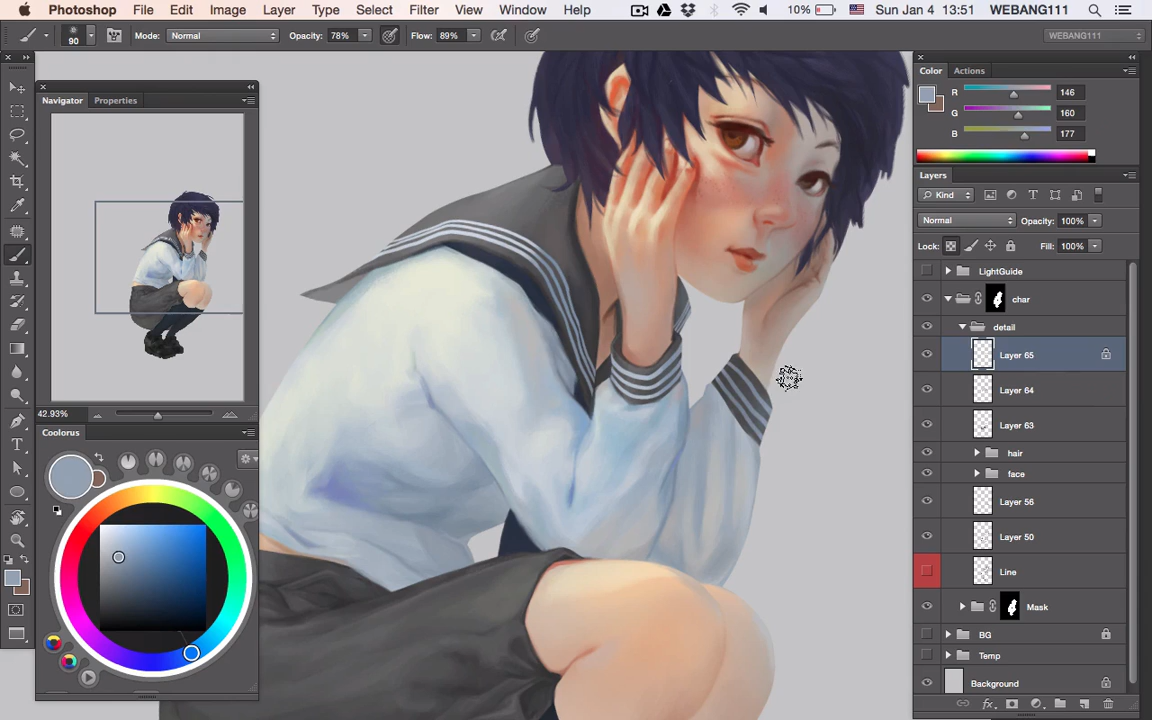 Photoshop File Edit Image Layer Type Select Filter View Window Help 10% Sun Jan 4 13:51 WEBANG111
90 Mode: Normal Opacity: 78% Flow: 89% WEBANG111
Navigator Properties
42.93%
Coolorus
Color Actions
R 146
G 160
B 177
Layers
Kind
Normal Opacity: 100%
Lock: Fill: 100%
LightGuide
char
detail
Layer 65
Layer 64
Layer 63
hair
face
Layer 56
Layer 50
Line
Mask
BG
Temp
Background